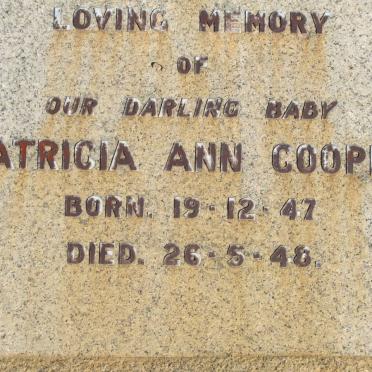 LOVING MEMORY
OF
OUR DARLING BABY
ATRICIA ANN COOP
BORN. 19-12-47
DIED. 26-5-48.